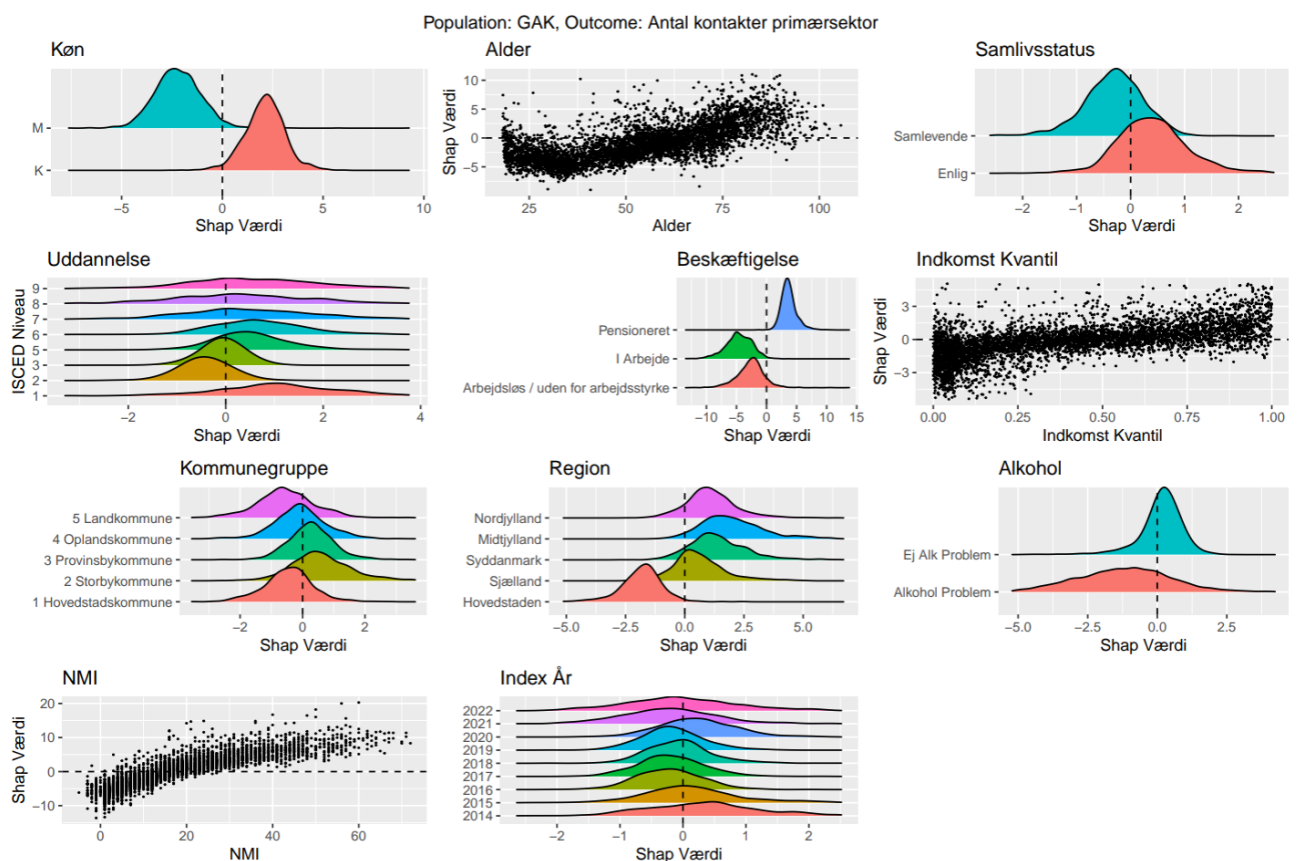 Population: GAK, Outcome: Antal kontakter primærsektor
Køn
M
K
−5
0
5
10
Shap Værdi
Alder
Shap Værdi
10
5
0
−5
25
50
75
100
Alder
Samlivsstatus
Samlevende
Enlig
−2
−1
0
1
2
Shap Værdi
Uddannelse
ISCED Niveau
9
8
7
6
5
3
2
1
−2
0
2
4
Shap Værdi
Beskæftigelse
Pensioneret
I Arbejde
Arbejdsløs / uden for arbejdsstyrke
−10
−5
0
5
10
15
Shap Værdi
Indkomst Kvantil
Shap Værdi
3
0
−3
0.00
0.25
0.50
0.75
1.00
Indkomst Kvantil
Kommunegruppe
5 Landkommune
4 Oplandskommune
3 Provinsbykommune
2 Storbykommune
1 Hovedstadskommune
−2
0
2
Shap Værdi
Region
Nordjylland
Midtjylland
Syddanmark
Sjælland
Hovedstaden
−5.0
−2.5
0.0
2.5
5.0
Shap Værdi
Alkohol
Ej Alk Problem
Alkohol Problem
−5.0
−2.5
0.0
2.5
Shap Værdi
NMI
Shap Værdi
20
10
0
−10
0
20
40
60
NMI
Index År
2022
2021
2020
2019
2018
2017
2016
2015
2014
−2
−1
0
1
2
Shap Værdi